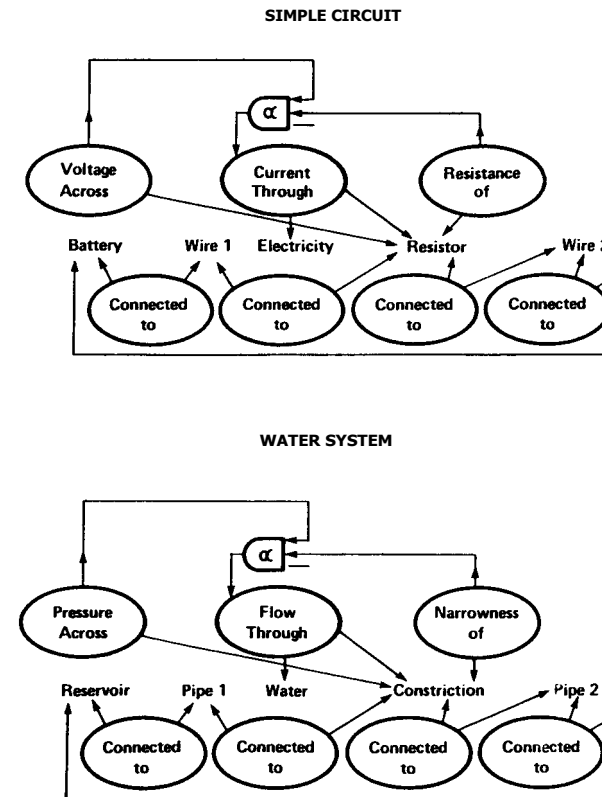 SIMPLE CIRCUIT
α
Voltage
Across
Current
Through
Resistance
of
Battery
Wire 1
Electricity
Resistor
Wire
Connected
to
Connected
to
Connected
to
Connected
to
WATER SYSTEM
α
Pressure
Across
Flow
Through
Narrowness
of
Reservoir
Pipe 1
Water
Constriction
Pipe 2
Connected
to
Connected
to
Connected
to
Connected
to